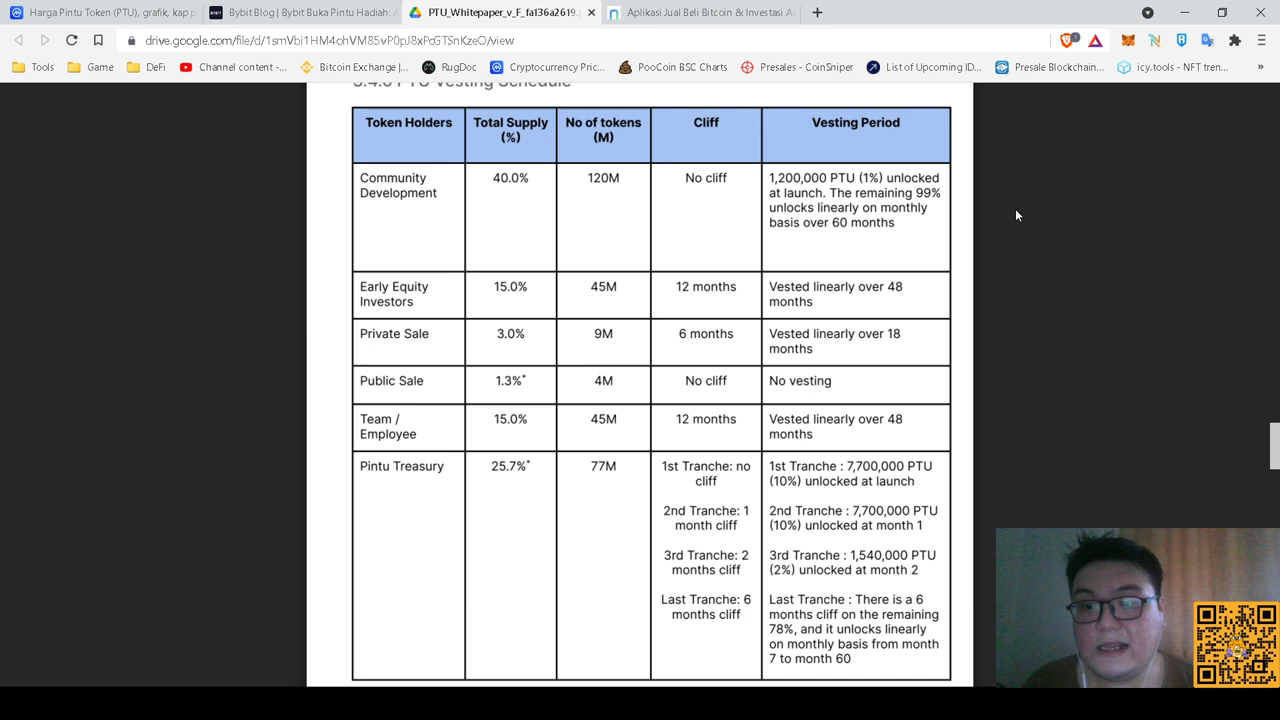 Harga Pintu Token (PTU), grafik, kap p
Bybit Blog | Bybit Buka Pintu Hadiah:
PTU_Whitepaper_v_F_fa136a2619.
Aplikasi Jual Beli Bitcoin & Investasi As
drive.google.com/file/d/1smVbi1HM4ohVM85vP0pJ8xPcGTSnKzeO/view
Tools
Game
DeFi
Channel content -...
Bitcoin Exchange |...
RugDoc
Cryptocurrency Pric...
PooCoin BSC Charts
Presales - CoinSniper
List of Upcoming ID...
Presale Blockchain...
icy.tools - NFT tren...
Token Holders
Total Supply
(%)
No of tokens
(M)
Cliff
Vesting Period
Community
Development
40.0%
120M
No cliff
1,200,000 PTU (1%) unlocked
at launch. The remaining 99%
unlocks linearly on monthly
basis over 60 months
Early Equity
Investors
15.0%
45M
12 months
Vested linearly over 48
months
Private Sale
3.0%
9M
6 months
Vested linearly over 18
months
Public Sale
1.3%*
4M
No cliff
No vesting
Team /
Employee
15.0%
45M
12 months
Vested linearly over 48
months
Pintu Treasury
25.7%*
77M
1st Tranche: no
cliff
2nd Tranche: 1
month cliff
3rd Tranche: 2
months cliff
Last Tranche: 6
months cliff
1st Tranche : 7,700,000 PTU
(10%) unlocked at launch
2nd Tranche : 7,700,000 PTU
(10%) unlocked at month 1
3rd Tranche : 1,540,000 PTU
(2%) unlocked at month 2
Last Tranche : There is a 6
months cliff on the remaining
78%, and it unlocks linearly
on monthly basis from month
7 to month 60